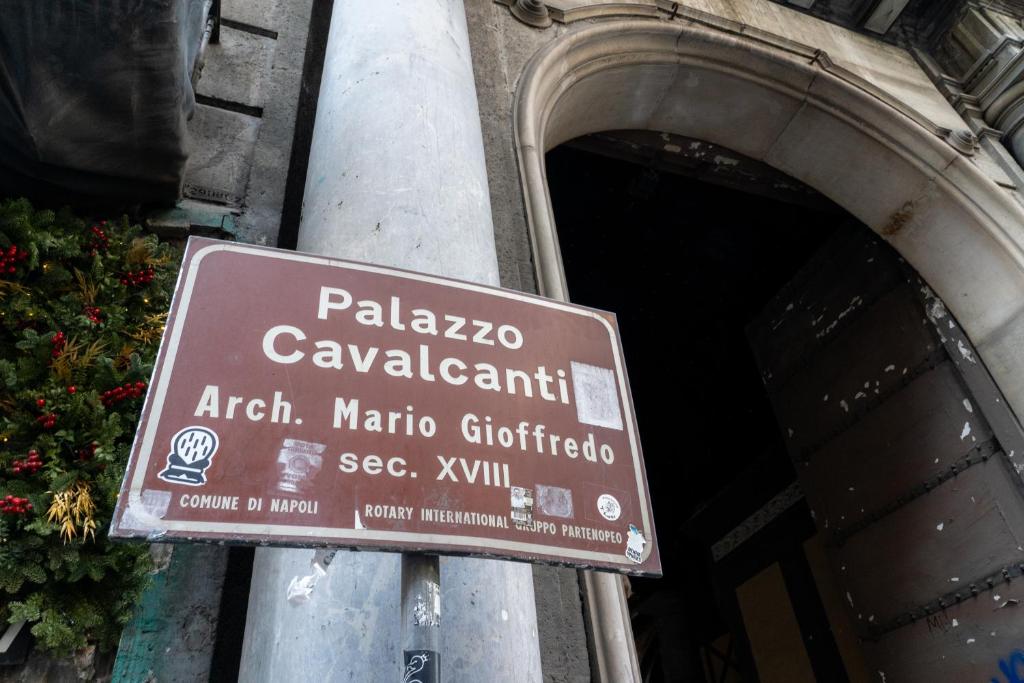 Palazzo
Cavalcanti
Arch. Mario Gioffredo
sec. XVIII
COMUNE DI NAPOLI
ROTARY INTERNATIONAL GRUPPO PARTENOPEO